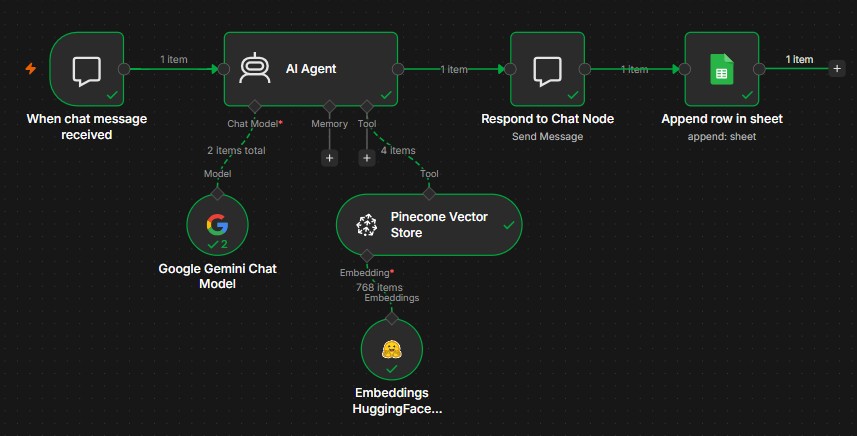 1 item
AI Agent
1 item
1 item
1 item
+
When chat message
received
Chat Model*
Memory
Tool
Respond to Chat Node
Send Message
Append row in sheet
append: sheet
2 items total
+
+
4 items
Model
Tool
Pinecone Vector
Store
2
Google Gemini Chat
Model
Embedding*
768 items
Embeddings
Embeddings
HuggingFace...